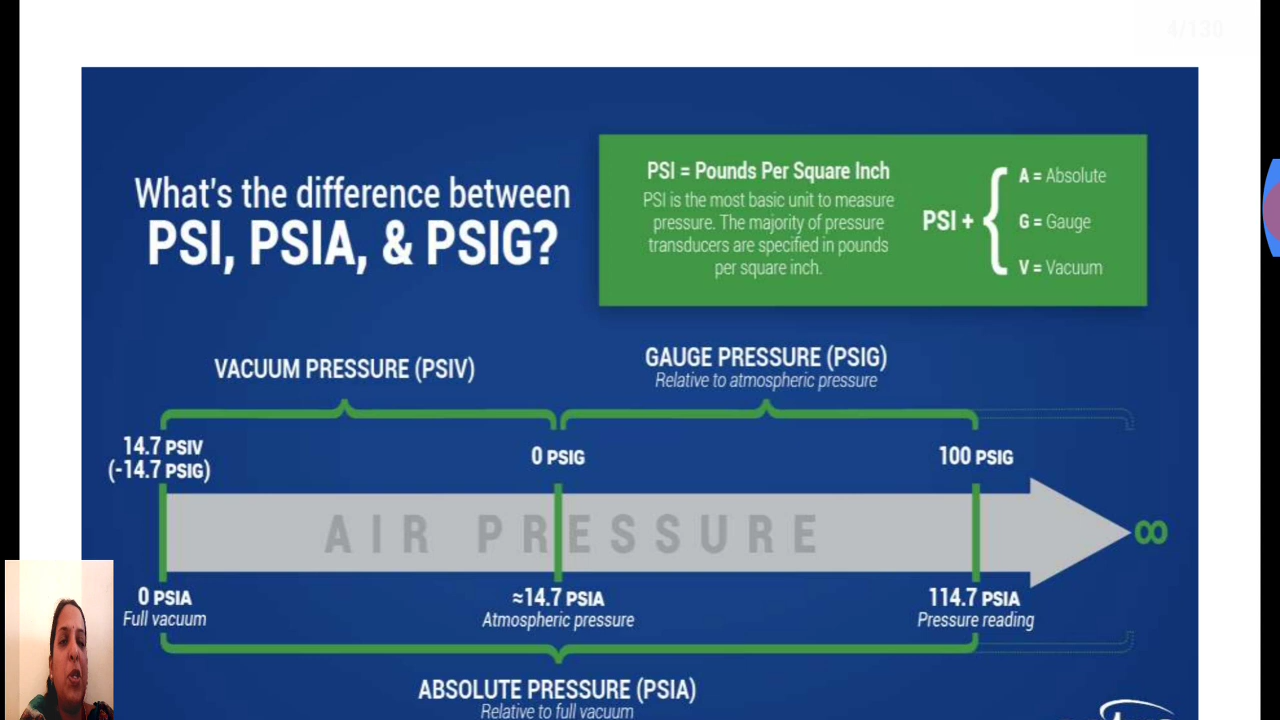 4/130
What's the difference between
PSI, PSIA, & PSIG?
PSI = Pounds Per Square Inch
PSI is the most basic unit to measure
pressure. The majority of pressure
transducers are specified in pounds
per square inch.
PSI + {
A = Absolute
G = Gauge
V = Vacuum
VACUUM PRESSURE (PSIV)
GAUGE PRESSURE (PSIG)
Relative to atmospheric pressure
14.7 PSIV
(-14.7 PSIG)
0 PSIG
100 PSIG
AIR PRESSURE
∞
0 PSIA
Full vacuum
≈14.7 PSIA
Atmospheric pressure
114.7 PSIA
Pressure reading
ABSOLUTE PRESSURE (PSIA)
Relative to full vacuum